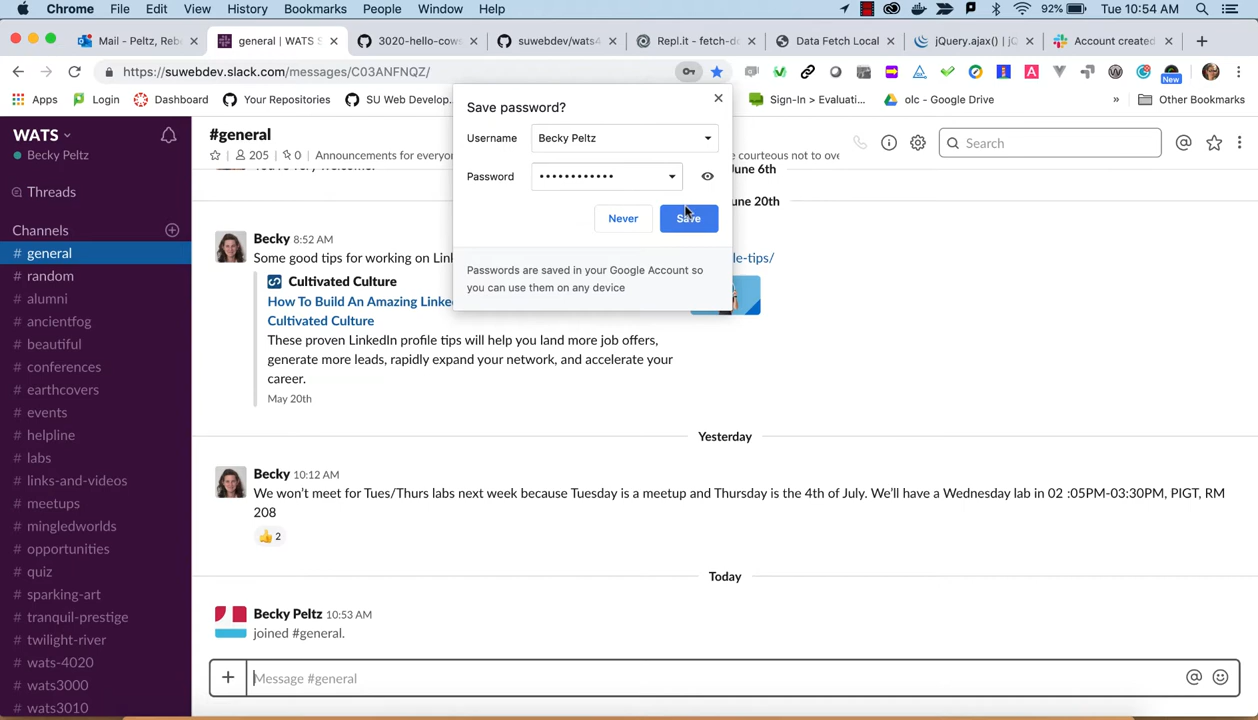 Chrome File Edit View History Bookmarks People Window Help 92% Tue 10:54 AM
Mail - Peltz, Reb
general | WATS S
3020-hello-cows
suwebdev/wats4
Repl.it - fetch-d
Data Fetch Local
jQuery.ajax() | jQ
Account created
https://suwebdev.slack.com/messages/C03ANFNQZ/
New
Apps
Login
Dashboard
Your Repositories
SU Web Develop
Sign-In > Evaluati...
olc - Google Drive
»
Other Bookmarks
Save password?
Username Becky Peltz
Password ••••••••••••
Never Save
Passwords are saved in your Google Account so
you can use them on any device
WATS
Becky Peltz
Threads
Channels
# general
# random
# alumni
# ancientfog
# beautiful
# conferences
# earthcovers
# events
# helpline
# labs
# links-and-videos
# meetups
# mingledworlds
# opportunities
# quiz
# sparking-art
# tranquil-prestige
# twilight-river
# wats-4020
# wats3000
# wats3010
#general
205 0 Announcements for everyo
e courteous not to ove
Search
une 6th
une 20th
Becky 8:52 AM
Some good tips for working on Lin
le-tips/
Cultivated Culture
How To Build An Amazing Linke
Cultivated Culture
These proven LinkedIn profile tips will help you land more job offers,
generate more leads, rapidly expand your network, and accelerate your
career.
May 20th
Yesterday
Becky 10:12 AM
We won't meet for Tues/Thurs labs next week because Tuesday is a meetup and Thursday is the 4th of July. We'll have a Wednesday lab in 02 :05PM-03:30PM, PIGT, RM
208
2
Today
Becky Peltz 10:53 AM
joined #general.
+ Message #general